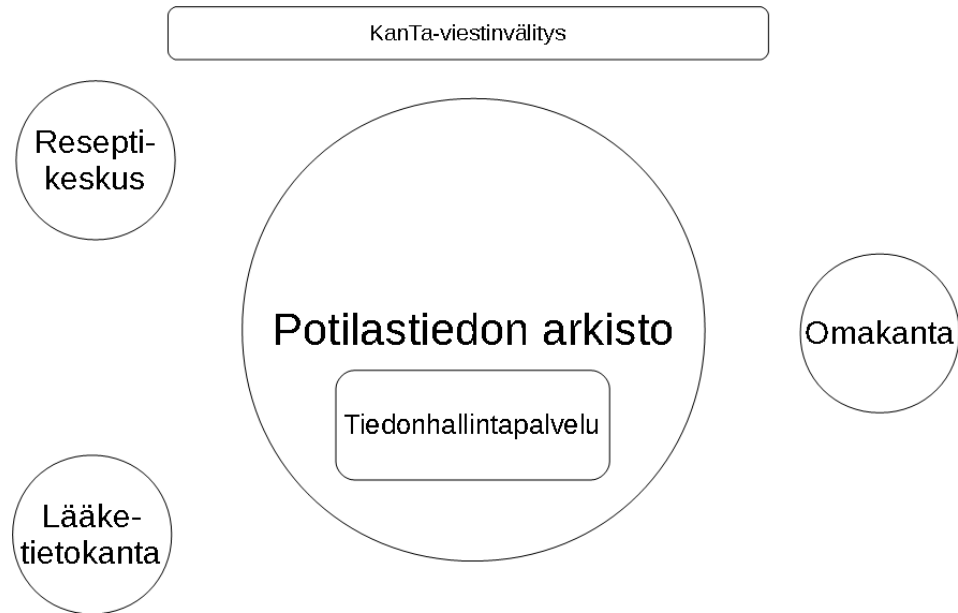 KanTa-viestinvälitys
Resepti-
keskus
Potilastiedon arkisto
Omakanta
Tiedonhallintapalvelu
Lääke-
tietokanta